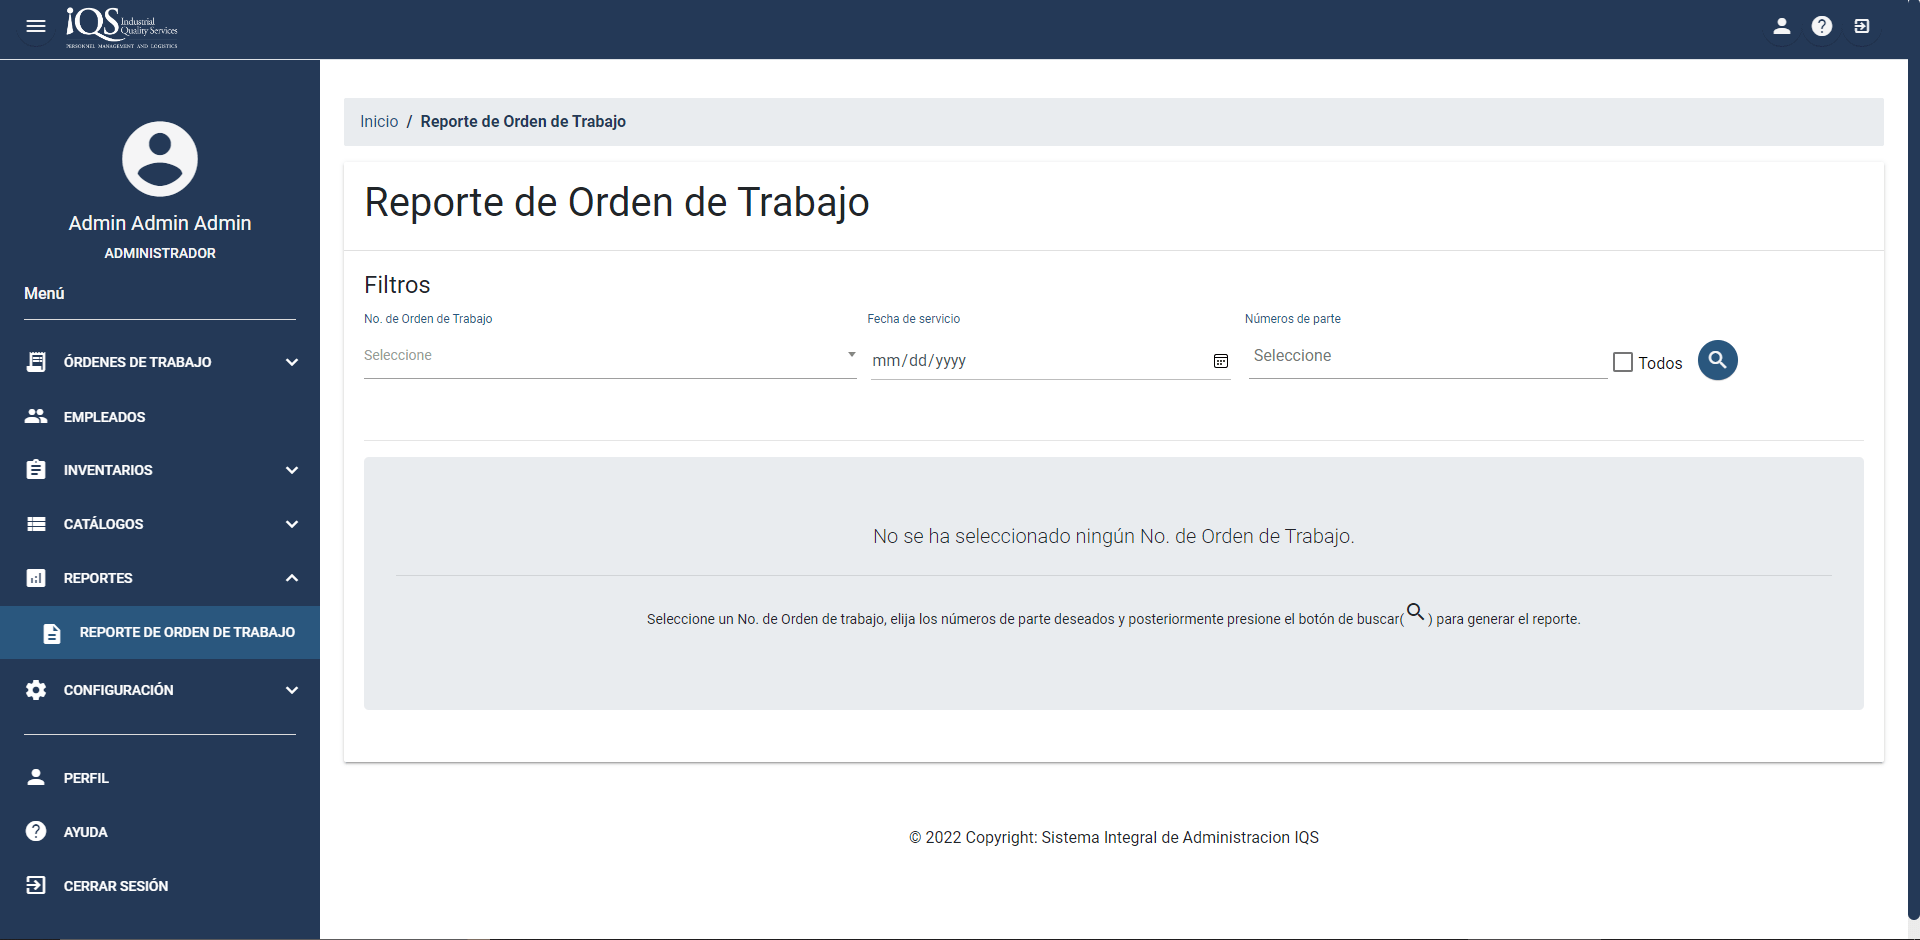 iQS Industrial
Quality Services
PERSONNEL MANAGEMENT AND LOGISTICS
Admin Admin Admin
ADMINISTRADOR
Menú
ÓRDENES DE TRABAJO
EMPLEADOS
INVENTARIOS
CATÁLOGOS
REPORTES
REPORTE DE ORDEN DE TRABAJO
CONFIGURACIÓN
PERFIL
AYUDA
CERRAR SESIÓN
Inicio / Reporte de Orden de Trabajo
Reporte de Orden de Trabajo
Filtros
No. de Orden de Trabajo
Seleccione
Fecha de servicio
mm/dd/yyyy
Números de parte
Seleccione
Todos
No se ha seleccionado ningún No. de Orden de Trabajo.
Seleccione un No. de Orden de trabajo, elija los números de parte deseados y posteriormente presione el botón de buscar( ) para generar el reporte.
© 2022 Copyright: Sistema Integral de Administracion IQS